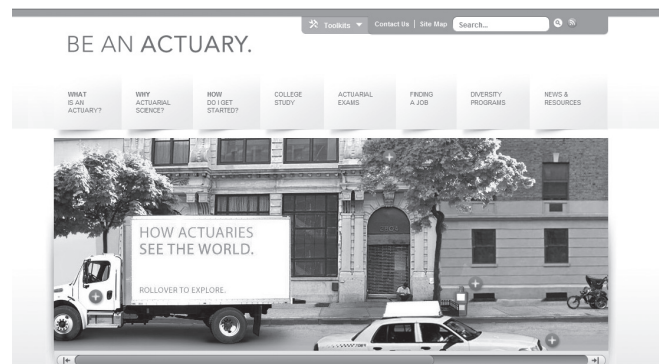 Toolkits Contact Us | Site Map Search...
BE AN ACTUARY.
WHAT
IS AN
ACTUARY?
WHY
ACTUARIAL
SCIENCE?
HOW
DO I GET
STARTED?
COLLEGE
STUDY
ACTUARIAL
EXAMS
FINDING
A JOB
DIVERSITY
PROGRAMS
NEWS &
RESOURCES
HOW ACTUARIES
SEE THE WORLD.
ROLLOVER TO EXPLORE.